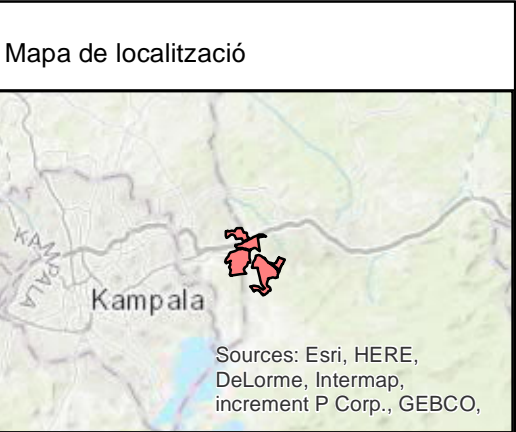 Mapa de localització
KAMPALA
Kampala
Sources: Esri, HERE,
DeLorme, Intermap,
increment P Corp., GEBCO,